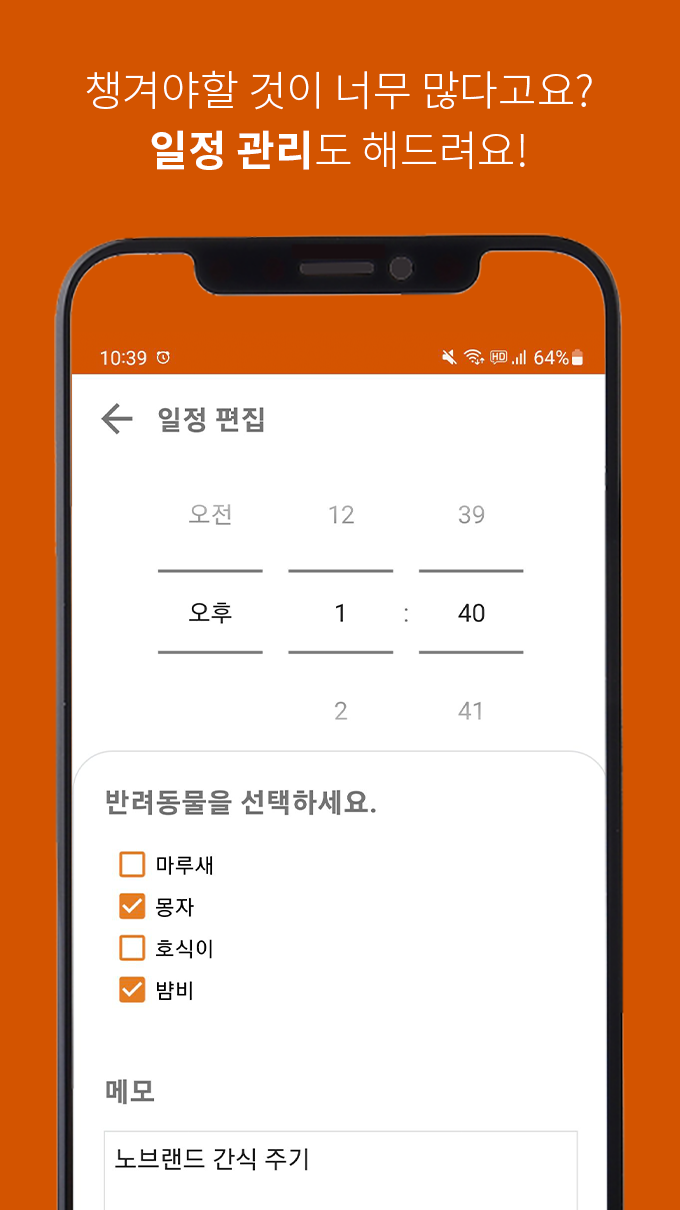 챙겨야할 것이 너무 많다고요?
일정 관리도 해드려요!
10:39 HD 64%
일정 편집
오전 12 39
오후 1 : 40
2 41
반려동물을 선택하세요.
마루새
몽자
호식이
뱜비
메모
노브랜드 간식 주기